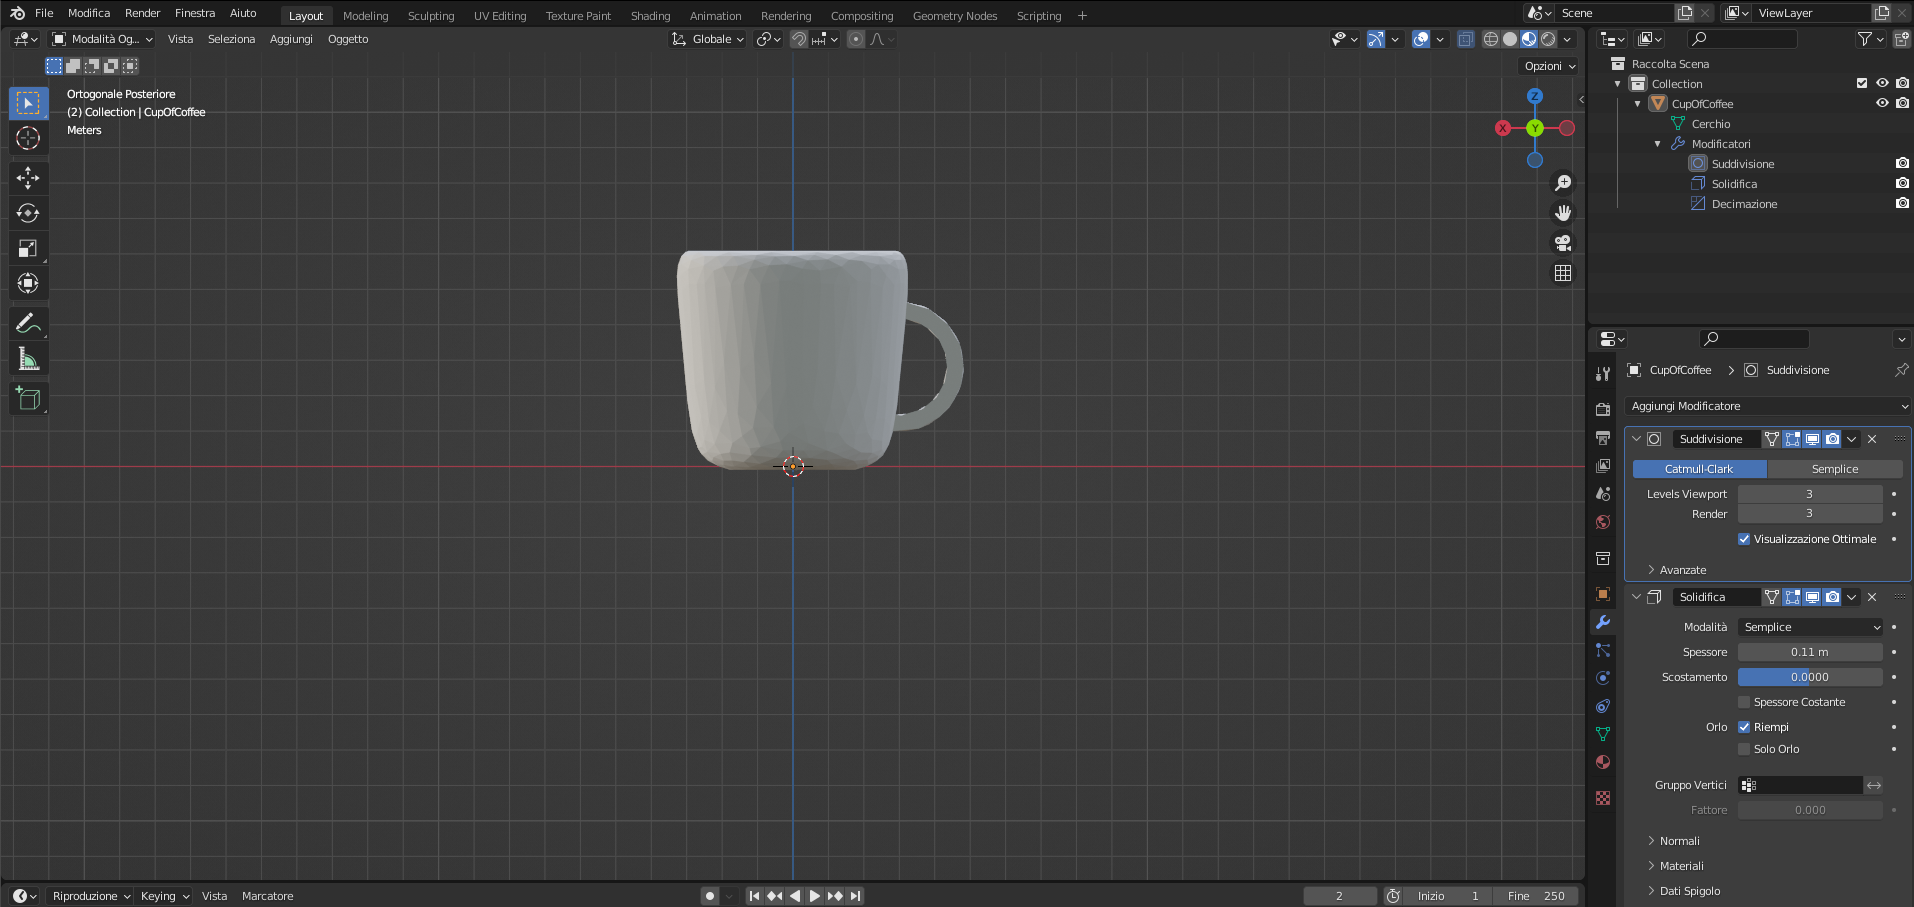 File Modifica Render Finestra Aiuto Layout Modeling Sculpting UV Editing Texture Paint Shading Animation Rendering Compositing Geometry Nodes Scripting + Scene ViewLayer
Modalità Og... Vista Seleziona Aggiungi Oggetto Globale
Opzioni
Ortogonale Posteriore
(2) Collection | CupOfCoffee
Meters
Z
X Y
Raccolta Scena
Collection
CupOfCoffee
Cerchio
Modificatori
Suddivisione
Solidifica
Decimazione
CupOfCoffee Suddivisione
Aggiungi Modificatore
Suddivisione
Catmull-Clark Semplice
Levels Viewport 3
Render 3
Visualizzazione Ottimale
Avanzate
Solidifica
Modalità Semplice
Spessore 0.11 m
Scostamento 0.0000
Spessore Costante
Orlo Riempi
Solo Orlo
Gruppo Vertici
Fattore 0.000
Normali
Materiali
Dati Spigolo
Riproduzione Keying Vista Marcatore 2 Inizio 1 Fine 250